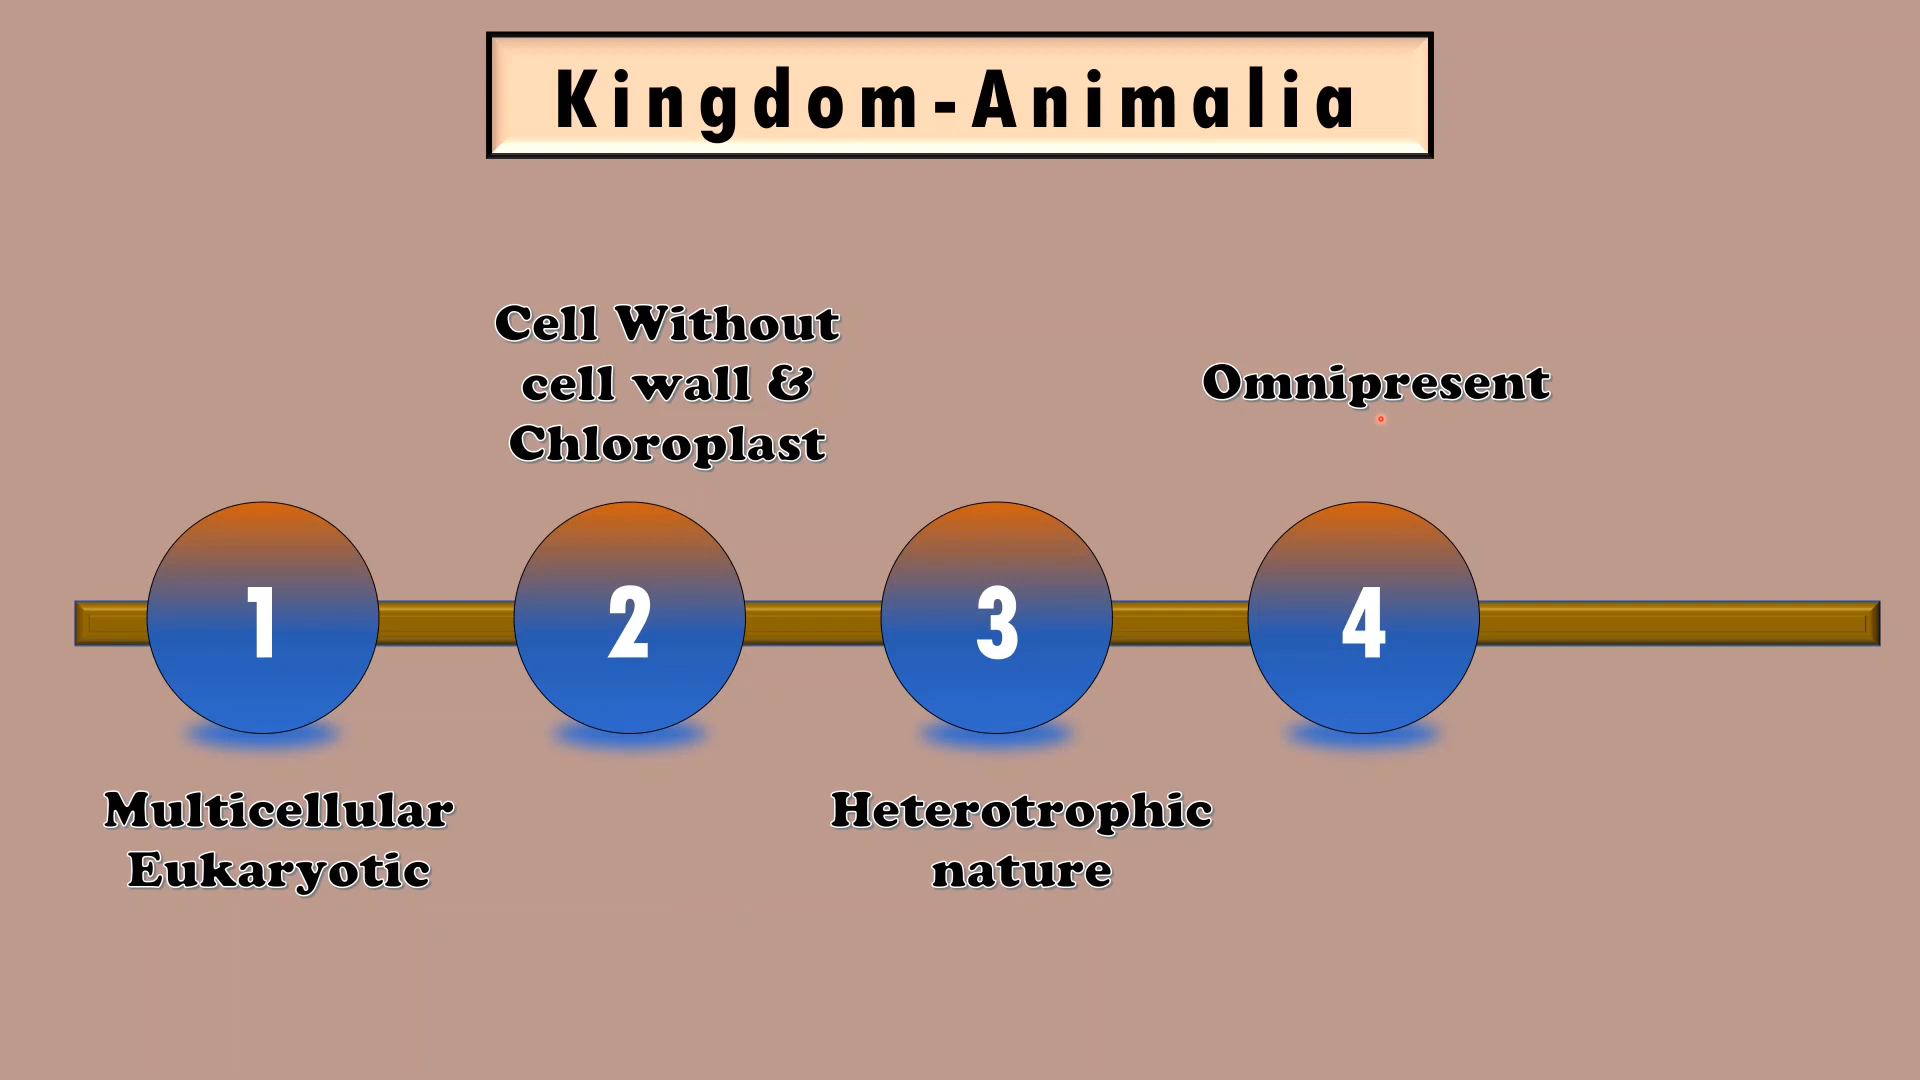 Kingdom-Animalia
Cell Without
cell wall &
Chloroplast
Omnipresent
1
2
3
4
Multicellular
Eukaryotic
Heterotrophic
nature